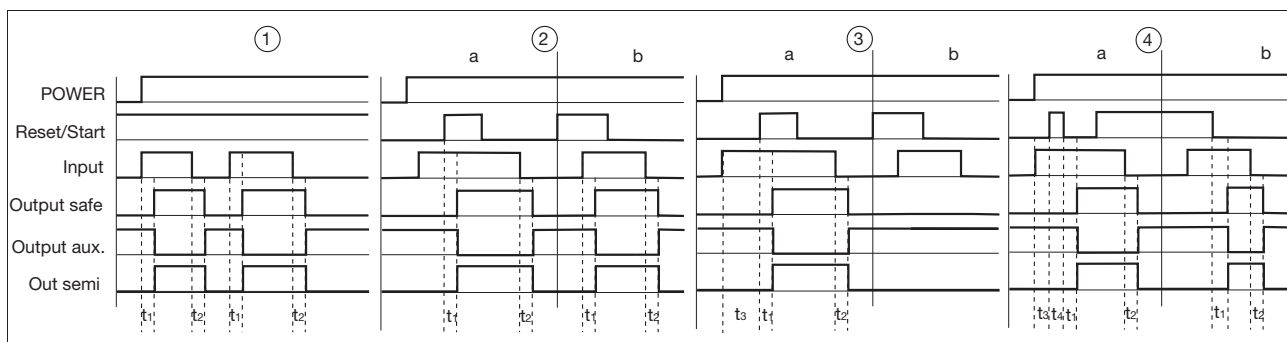 1 2 3 4
a b a b a b
POWER
Reset/Start
Input
Output safe
Output aux.
Out semi
t1 t2 t1 t2 t1 t2 t1 t2 t3 t1 t2 t3 t4 t1 t2 t1 t2